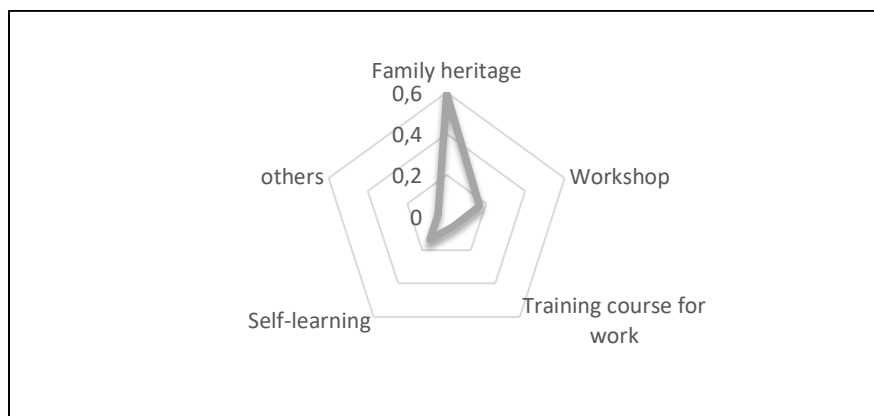 Family heritage
0,6
0,4
0,2
0
Workshop
Training course for
work
Self-learning
others